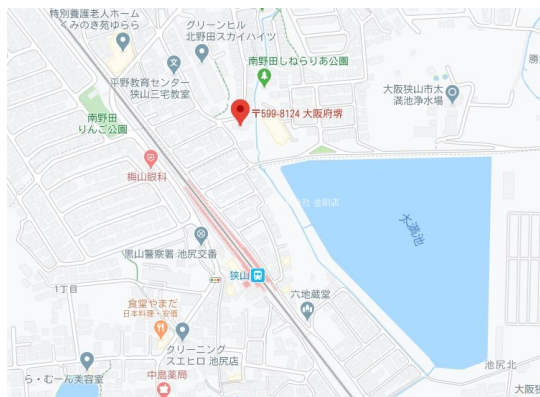 特別養護老人ホーム
くみのき苑ゆらら
グリーンヒル
北野田スカイハイツ
南野田しねらりあ公園
平野教育センター
狭山三宅教室
大阪狭山市太
満池浄水場
〒599-8124 大阪府堺
南野田
りんご公園
梅山眼科
金剛店
太満池
黒山警察署 池尻交番
狭山
1丁目
六地蔵堂
食堂やまだ
日本料理・安価
クリーニング
スエヒロ 池尻店
ら・むーん美容室
中島薬局
池尻北
大阪狭